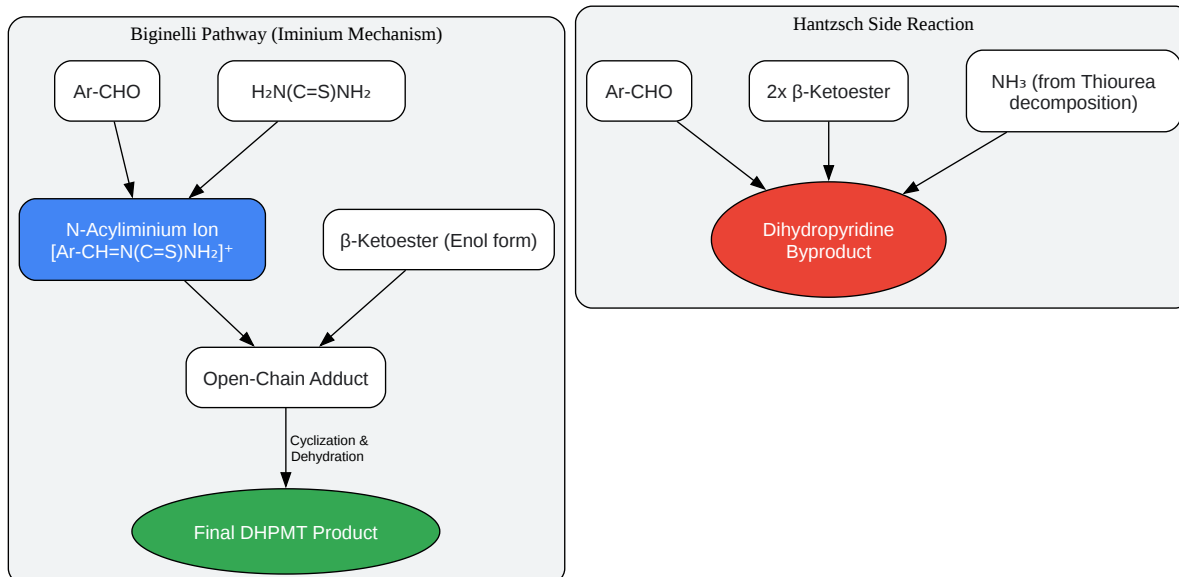 Biginelli Pathway (Iminium Mechanism)
Ar-CHO
H₂N(C=S)NH₂
N-Acyliminium Ion
[Ar-CH=N(C=S)NH₂]⁺
β-Ketoester (Enol form)
Open-Chain Adduct
Cyclization &
Dehydration
Final DHPMT Product
Hantzsch Side Reaction
Ar-CHO
2x β-Ketoester
NH₃ (from Thiourea
decomposition)
Dihydropyridine
Byproduct